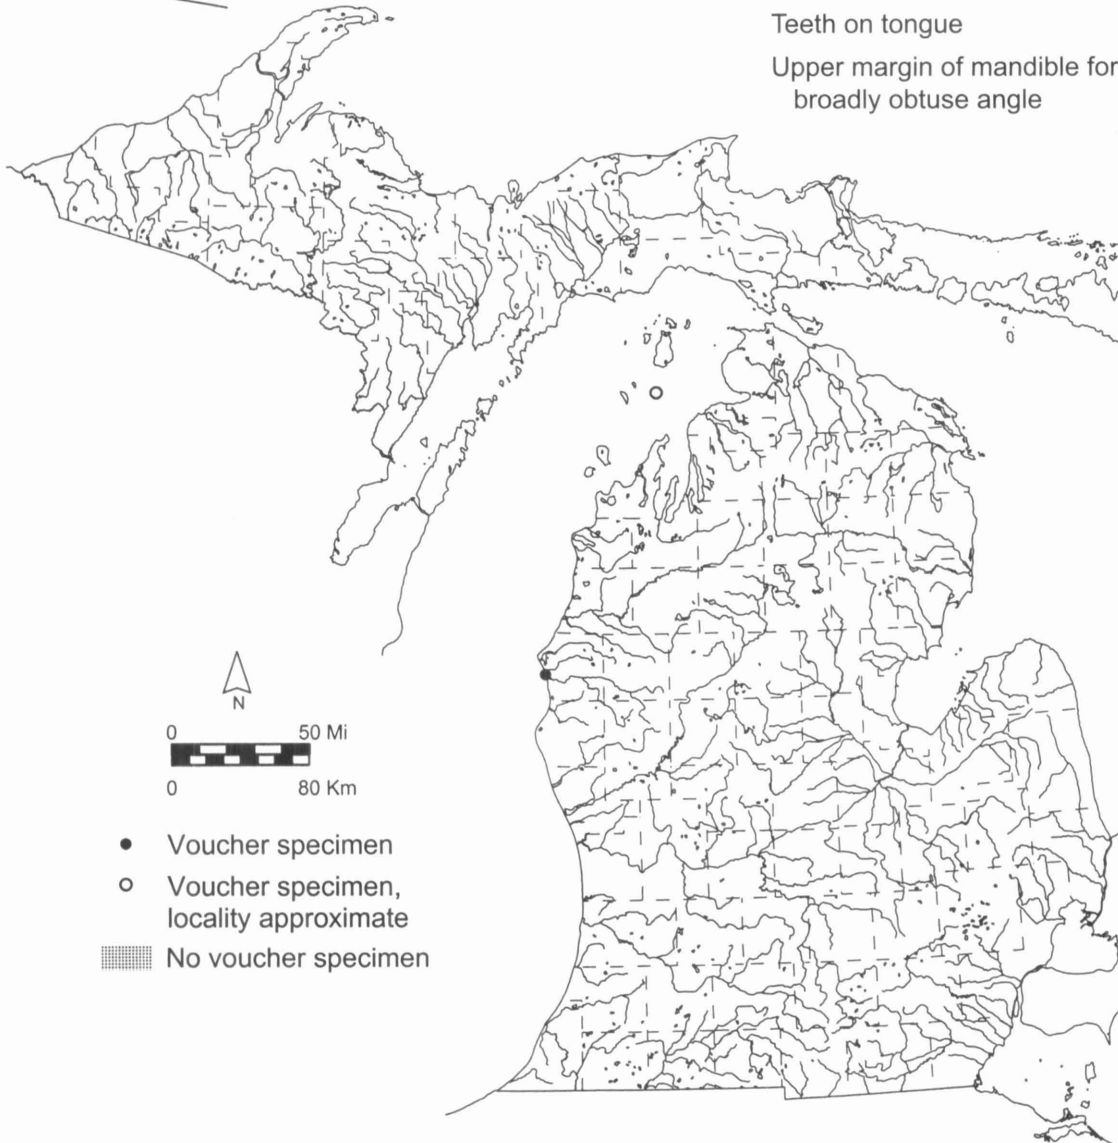 Teeth on tongue
Upper margin of mandible for
broadly obtuse angle
N
0 50 Mi
0 80 Km
Voucher specimen
Voucher specimen,
locality approximate
No voucher specimen